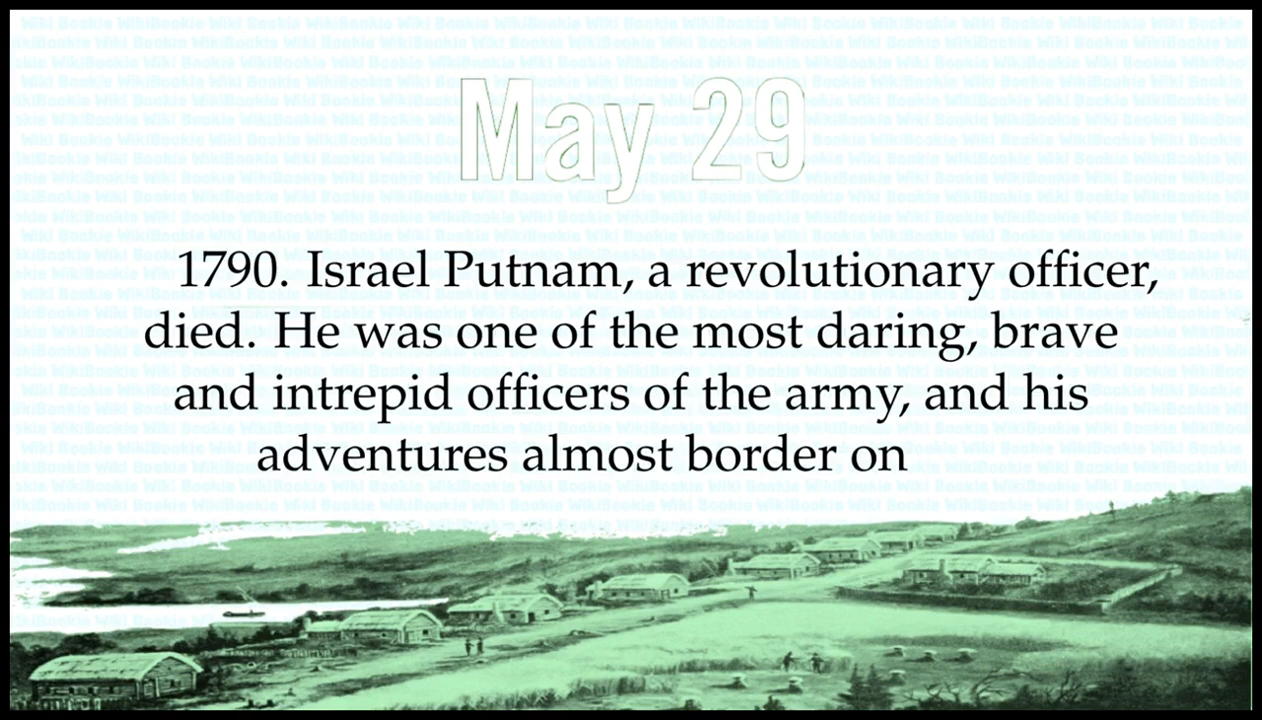 May 29
1790. Israel Putnam, a revolutionary officer,
died. He was one of the most daring, brave
and intrepid officers of the army, and his
adventures almost border on